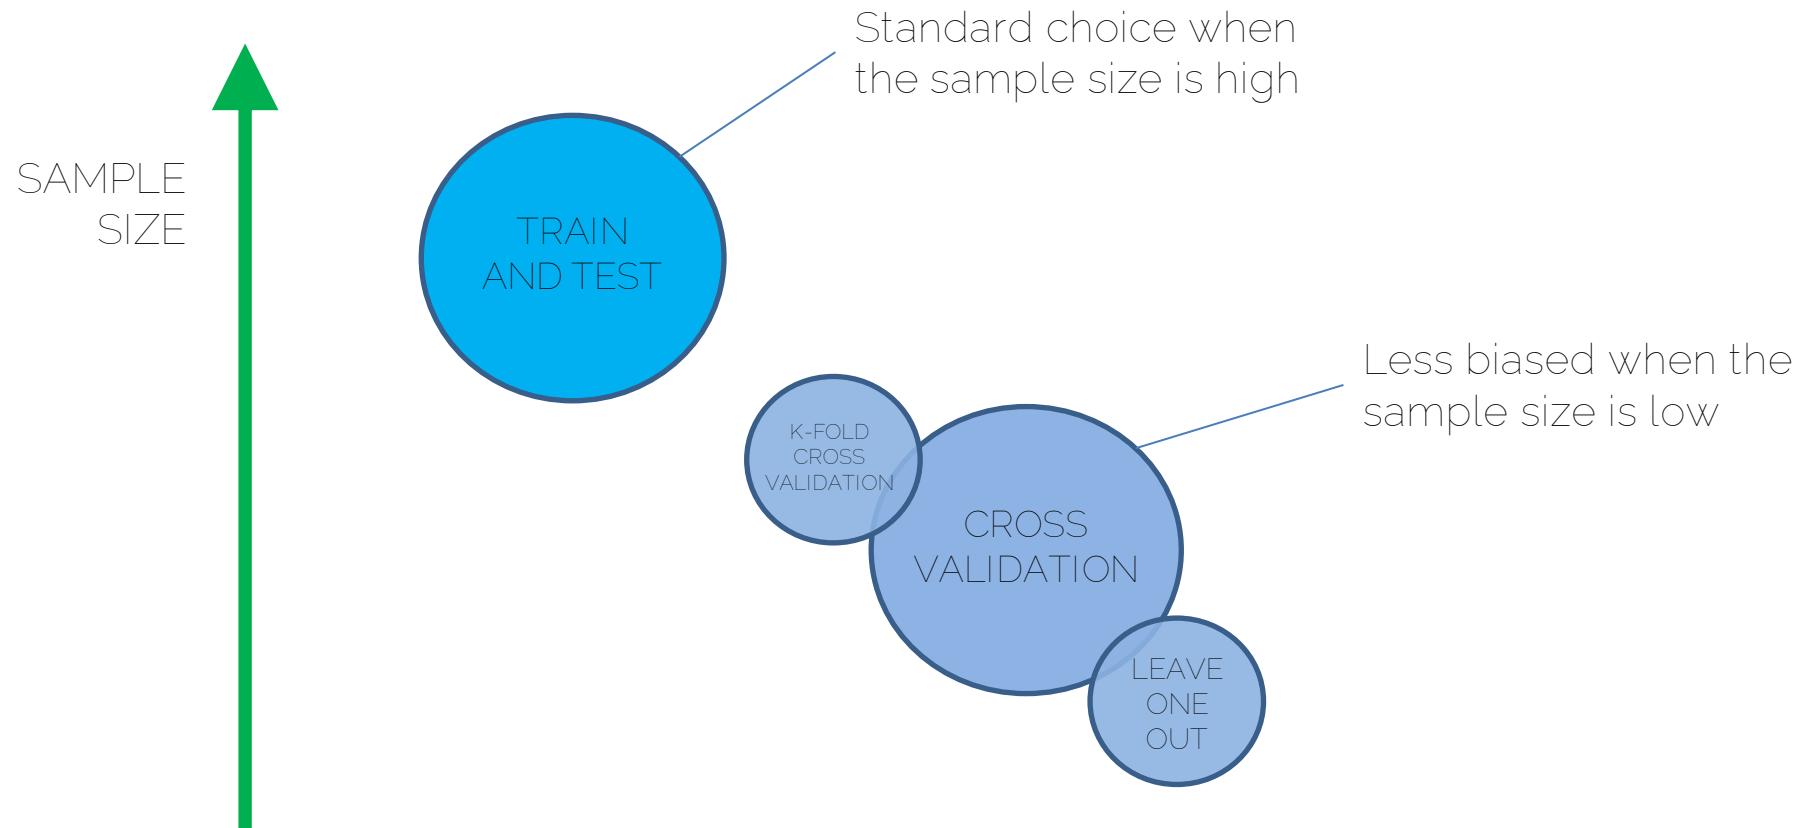 Standard choice when
the sample size is high
SAMPLE
SIZE
TRAIN
AND TEST
Less biased when the
sample size is low
K-FOLD
CROSS
VALIDATION
CROSS
VALIDATION
LEAVE
ONE
OUT